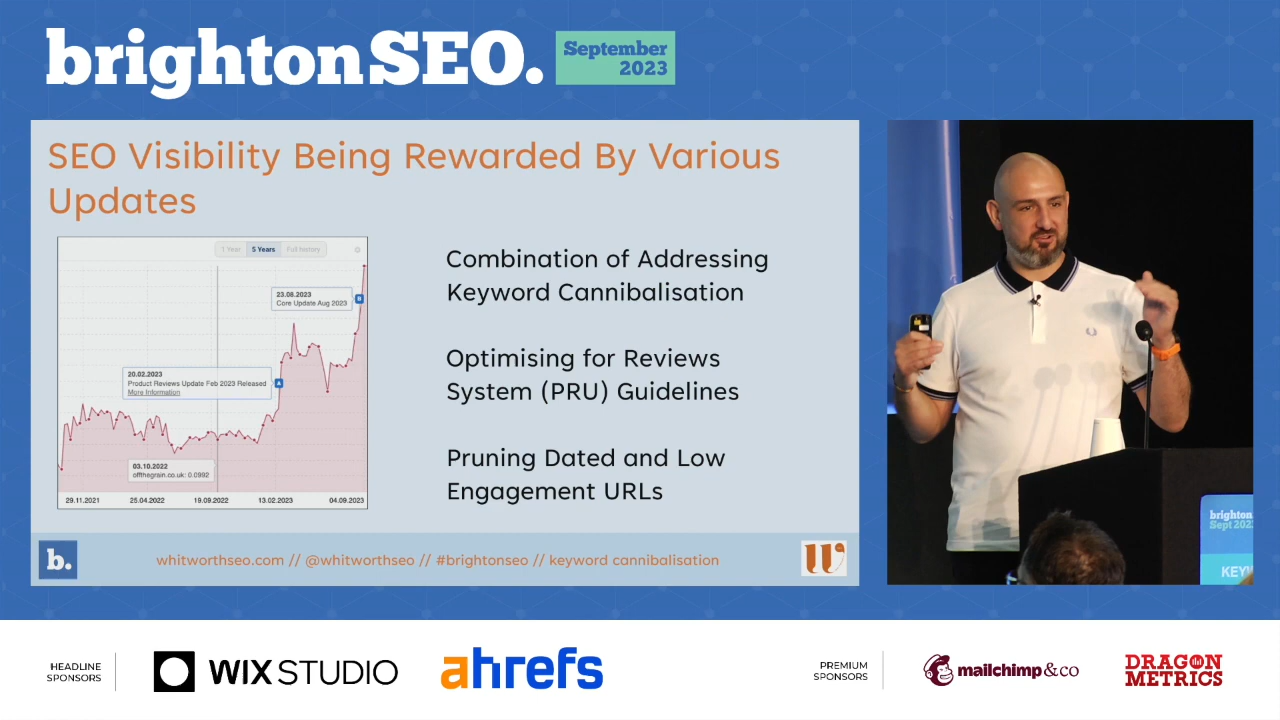 brightonSEO.
September
2023
SEO Visibility Being Rewarded By Various
Updates
1 Year
5 Years
Full history
23.08.2023
Core Update Aug 2023
B
20.02.2023
Product Reviews Update Feb 2023 Released
More Information
A
03.10.2022
offthegrain.co.uk: 0.0992
29.11.2021
25.04.2022
19.09.2022
13.02.2023
04.09.2023
Combination of Addressing
Keyword Cannibalisation
Optimising for Reviews
System (PRU) Guidelines
Pruning Dated and Low
Engagement URLs
b.
whitworthseo.com // @whitworthseo // #brightonseo // keyword cannibalisation
W
brighton
Sept 202
KEY
HEADLINE
SPONSORS
WIX STUDIO
ahrefs
PREMIUM
SPONSORS
mailchimp&co
DRAGON
METRICS